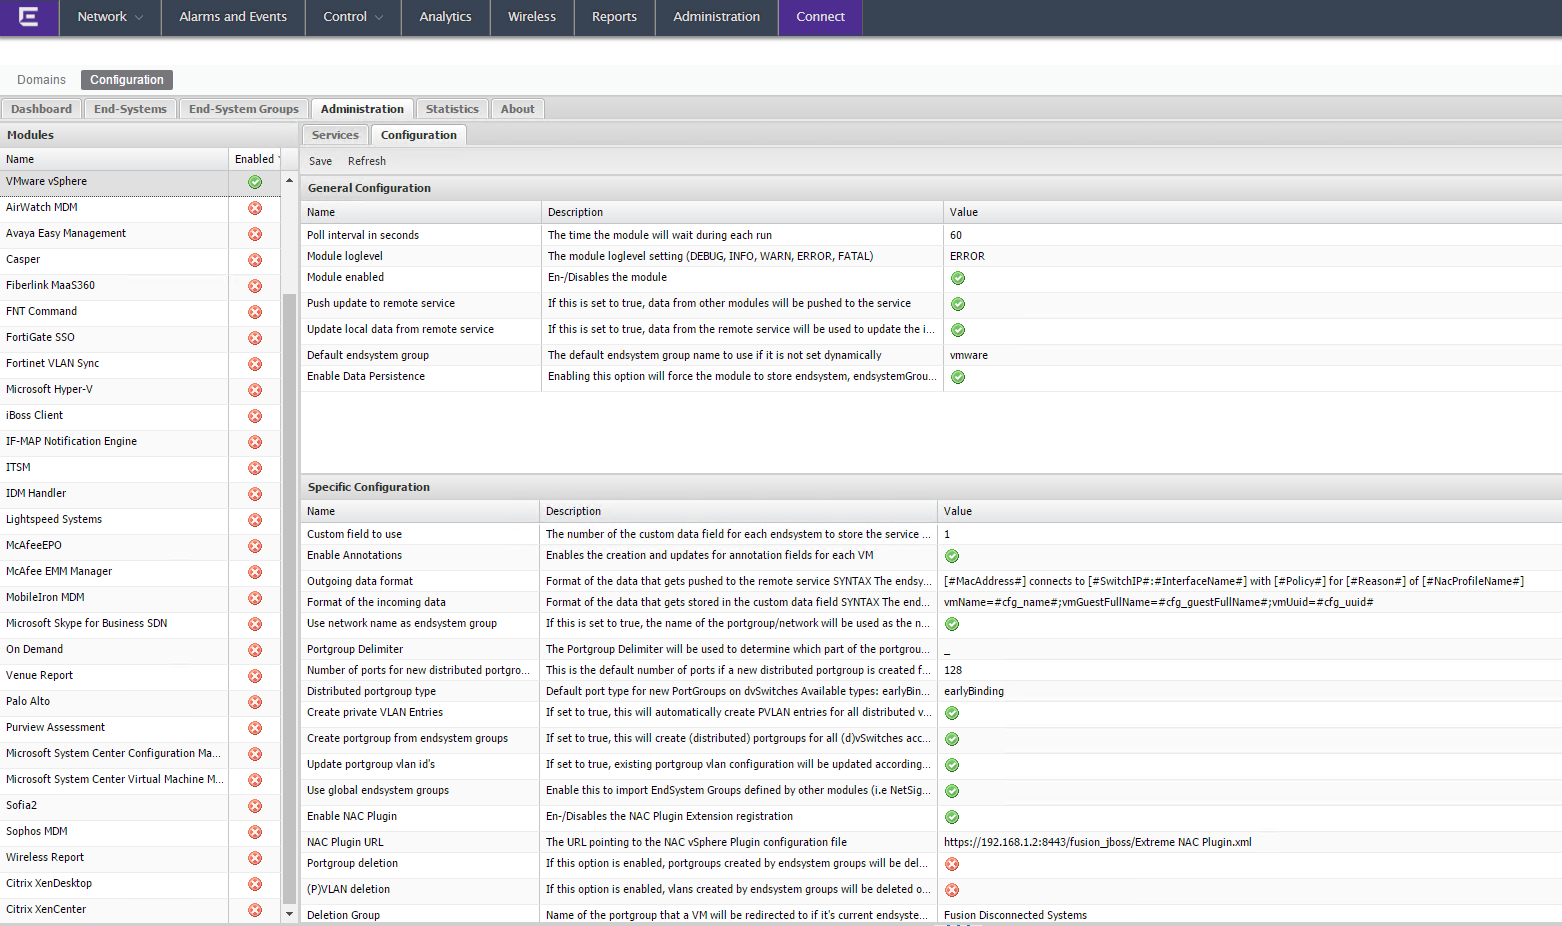 Network
Alarms and Events
Control
Analytics
Wireless
Reports
Administration
Connect
Domains
Configuration
Dashboard
End-Systems
End-System Groups
Administration
Statistics
About
Modules
Name Enabled
VMware vSphere
AirWatch MDM
Avaya Easy Management
Casper
Fiberlink MaaS360
FNT Command
FortiGate SSO
Fortinet VLAN Sync
Microsoft Hyper-V
iBoss Client
IF-MAP Notification Engine
ITSM
IDM Handler
Lightspeed Systems
McAfeeEPO
McAfee EMM Manager
MobileIron MDM
Microsoft Skype for Business SDN
On Demand
Venue Report
Palo Alto
Purview Assessment
Microsoft System Center Configuration Ma...
Microsoft System Center Virtual Machine M...
Sofia2
Sophos MDM
Wireless Report
Citrix XenDesktop
Citrix XenCenter
Services
Configuration
Save Refresh
General Configuration
Name Description Value
Poll interval in seconds The time the module will wait during each run 60
Module loglevel The module loglevel setting (DEBUG, INFO, WARN, ERROR, FATAL) ERROR
Module enabled En-/Disables the module
Push update to remote service If this is set to true, data from other modules will be pushed to the service
Update local data from remote service If this is set to true, data from the remote service will be used to update the i...
Default endsystem group The default endsystem group name to use if it is not set dynamically vmware
Enable Data Persistence Enabling this option will force the module to store endsystem, endsystemGrou...
Specific Configuration
Name Description Value
Custom field to use The number of the custom data field for each endsystem to store the service ... 1
Enable Annotations Enables the creation and updates for annotation fields for each VM
Outgoing data format Format of the data that gets pushed to the remote service SYNTAX The endsy... [#MacAddress#] connects to [#SwitchIP#:#InterfaceName#] with [#Policy#] for [#Reason#] of [#NacProfileName#]
Format of the incoming data Format of the data that gets stored in the custom data field SYNTAX The end... vmName=#cfg_name#;vmGuestFullName=#cfg_guestFullName#;vmUuid=#cfg_uuid#
Use network name as endsystem group If this is set to true, the name of the portgroup/network will be used as the n...
Portgroup Delimiter The Portgroup Delimiter will be used to determine which part of the portgrou... _
Number of ports for new distributed portgro... This is the default number of ports if a new distributed portgroup is created f... 128
Distributed portgroup type Default port type for new PortGroups on dvSwitches Available types: earlyBin... earlyBinding
Create private VLAN Entries If set to true, this will automatically create PVLAN entries for all distributed v...
Create portgroup from endsystem groups If set to true, this will create (distributed) portgroups for all (d)vSwitches acc...
Update portgroup vlan id's If set to true, existing portgroup vlan configuration will be updated according...
Use global endsystem groups Enable this to import EndSystem Groups defined by other modules (i.e NetSig...
Enable NAC Plugin En-/Disables the NAC Plugin Extension registration
NAC Plugin URL The URL pointing to the NAC vSphere Plugin configuration file https://192.168.1.2:8443/fusion_jboss/Extreme NAC Plugin.xml
Portgroup deletion If this option is enabled, portgroups created by endsystem groups will be del...
(P)VLAN deletion If this option is enabled, vlans created by endsystem groups will be deleted o...
Deletion Group Name of the portgroup that a VM will be redirected to if it's current endsyste... Fusion Disconnected Systems